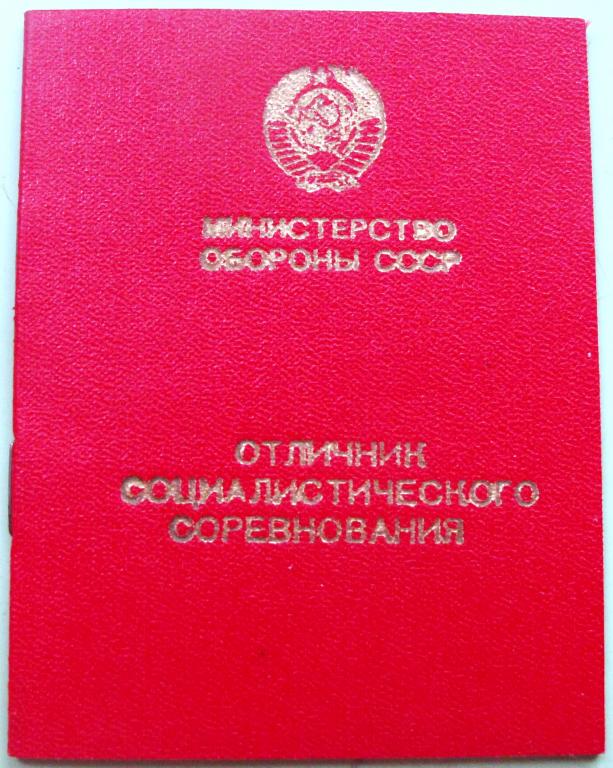 МИНИСТЕРСТВО
ОБОРОНЫ СССР
ОТЛИЧНИК
СОЦИАЛИСТИЧЕСКОГО
СОРЕВНОВАНИЯ